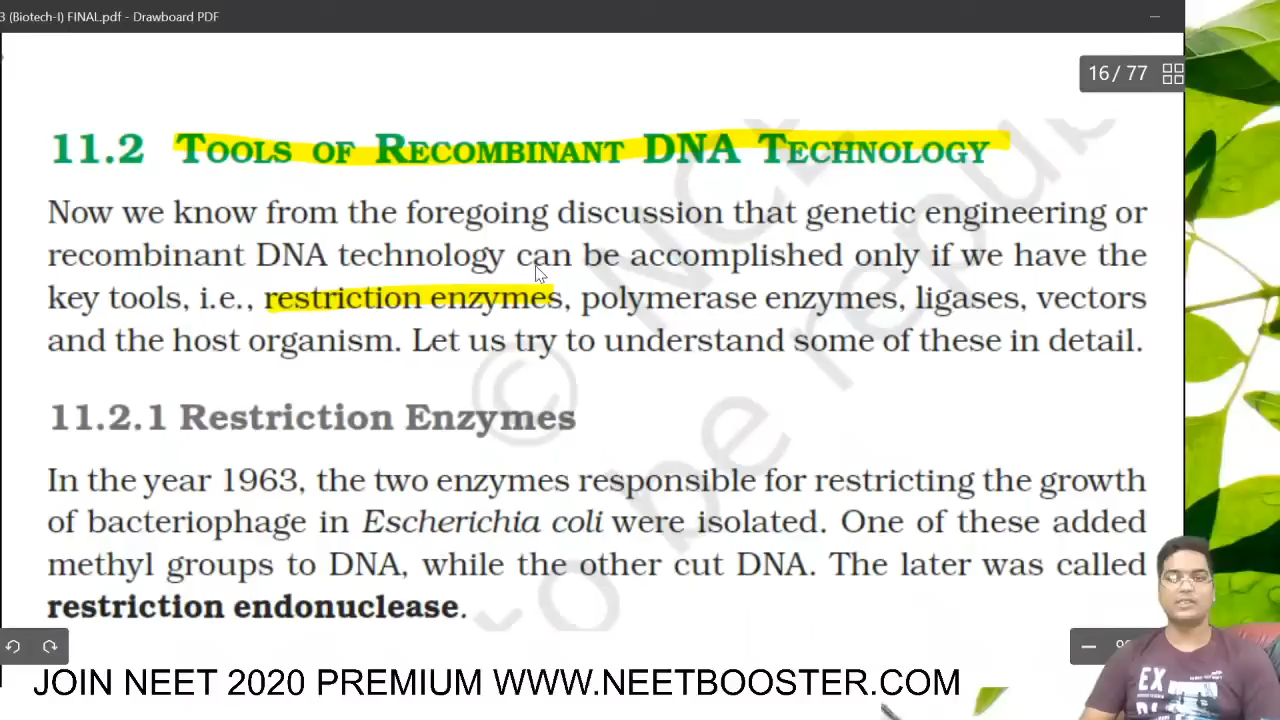 3 (Biotech-I) FINAL.pdf - Drawboard PDF
16 / 77
11.2 TOOLS OF RECOMBINANT DNA TECHNOLOGY
Now we know from the foregoing discussion that genetic engineering or
recombinant DNA technology can be accomplished only if we have the
key tools, i.e., restriction enzymes, polymerase enzymes, ligases, vectors
and the host organism. Let us try to understand some of these in detail.
11.2.1 Restriction Enzymes
In the year 1963, the two enzymes responsible for restricting the growth
of bacteriophage in Escherichia coli were isolated. One of these added
methyl groups to DNA, while the other cut DNA. The later was called
restriction endonuclease.
JOIN NEET 2020 PREMIUM WWW.NEETBOOSTER.COM
EX